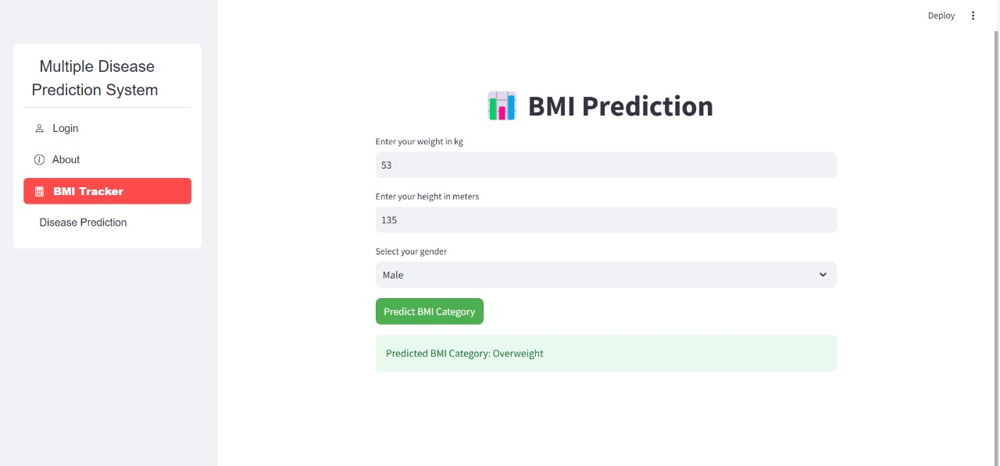 Deploy
Multiple Disease
Prediction System
Login
About
BMI Tracker
Disease Prediction
BMI Prediction
Enter your weight in kg
53
Enter your height in meters
135
Select your gender
Male
Predict BMI Category
Predicted BMI Category: Overweight